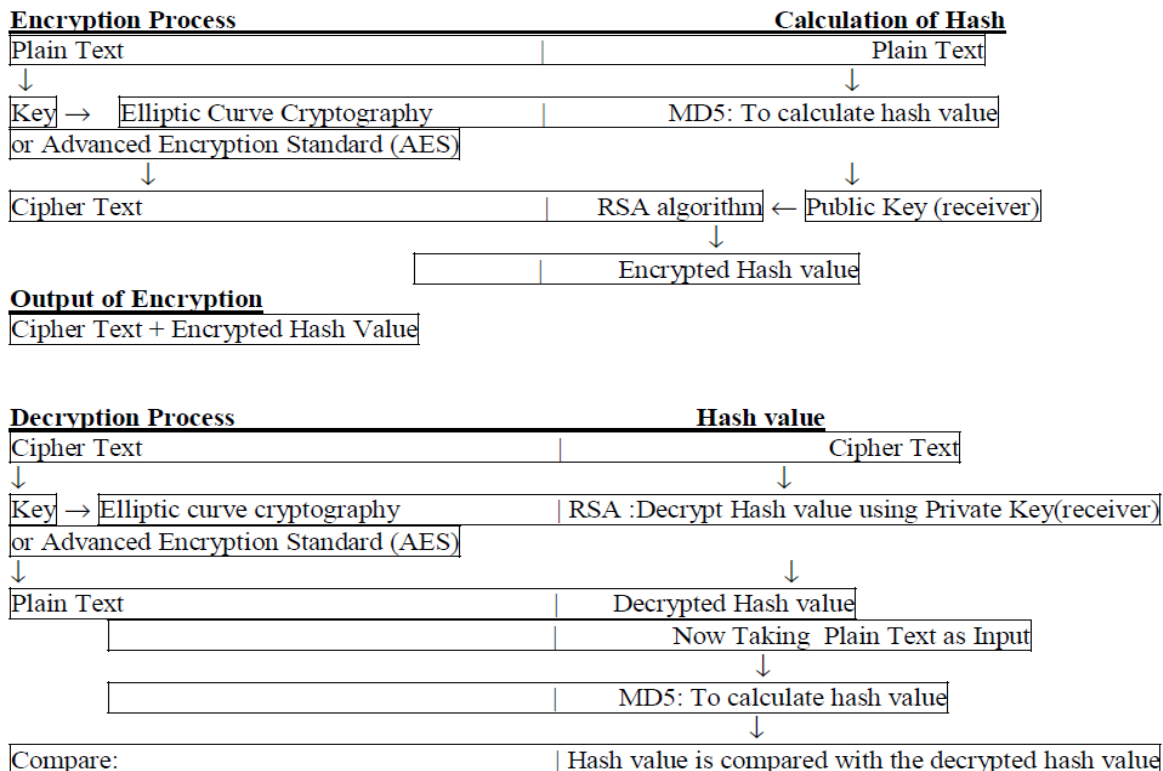 Encryption Process Calculation of Hash
Plain Text | Plain Text
↓ ↓
Key → Elliptic Curve Cryptography | MD5: To calculate hash value
or Advanced Encryption Standard (AES)
↓ ↓
Cipher Text | RSA algorithm ← Public Key (receiver)
↓
| Encrypted Hash value
Output of Encryption
Cipher Text + Encrypted Hash Value
Decryption Process Hash value
Cipher Text | Cipher Text
↓ ↓
Key → Elliptic curve cryptography | RSA :Decrypt Hash value using Private Key(receiver)
or Advanced Encryption Standard (AES)
↓ ↓
Plain Text | Decrypted Hash value
| Now Taking Plain Text as Input
↓
| MD5: To calculate hash value
↓
Compare: | Hash value is compared with the decrypted hash value